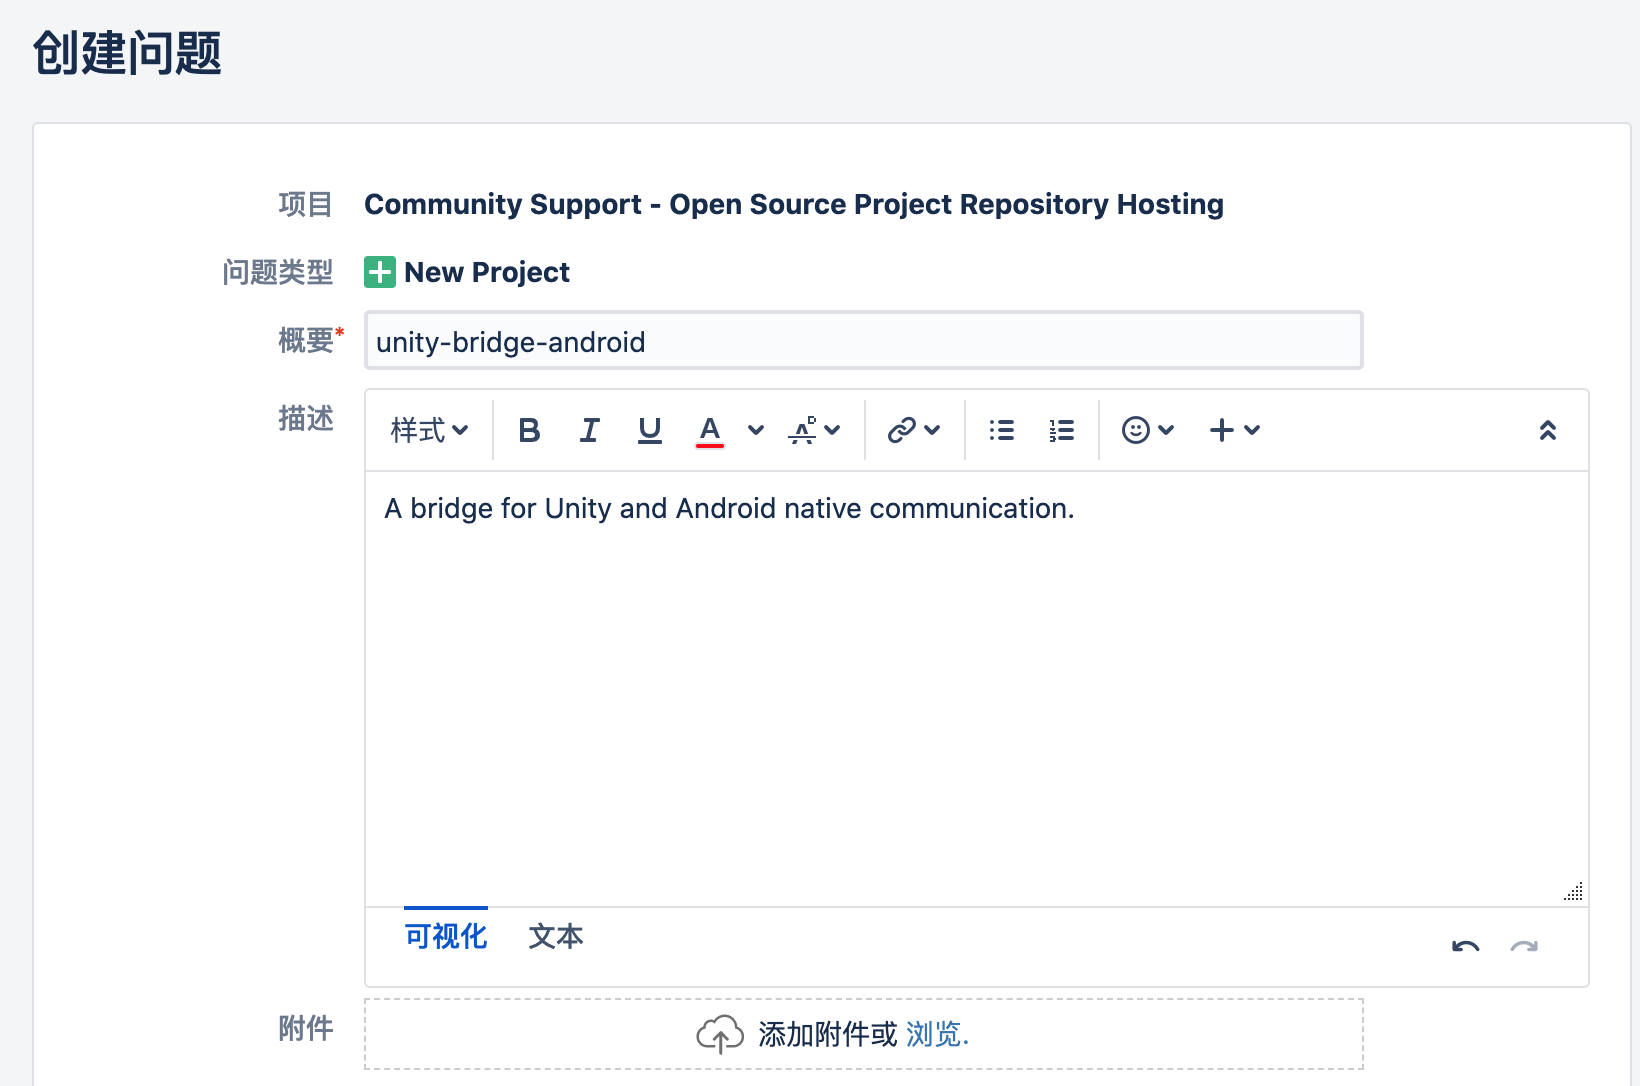 创建问题
项目 Community Support - Open Source Project Repository Hosting
问题类型 New Project
概要* unity-bridge-android
描述 样式 B I U A
A bridge for Unity and Android native communication.
可视化 文本
附件 添加附件或 浏览.